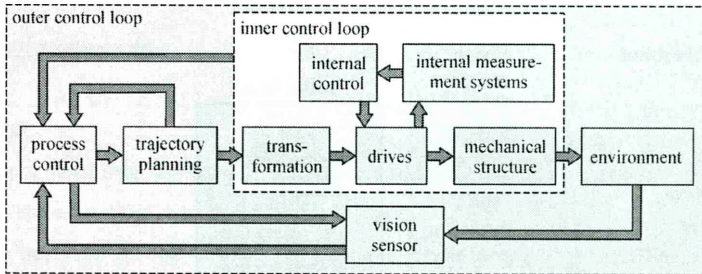 outer control loop
inner control loop
internal
control
internal measure-
ment systems
process
control
trajectory
planning
trans-
formation
drives
mechanical
structure
environment
vision
sensor